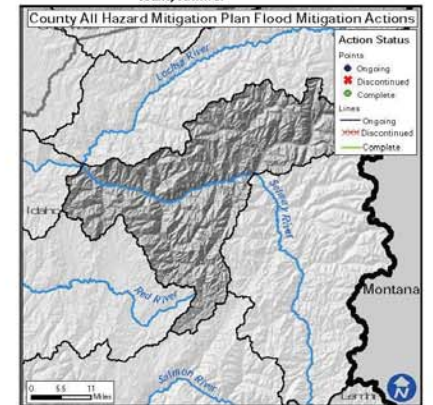 County All Hazard Mitigation Plan Flood Mitigation Actions
Action Status
Points
Ongoing
Discontinued
Complete
Lines
Ongoing
Discontinued
Complete
Lochsa River
Selway River
Idaho
Red River
Montana
Salmon River
0 5.5 11
Miles
Lemhi
N